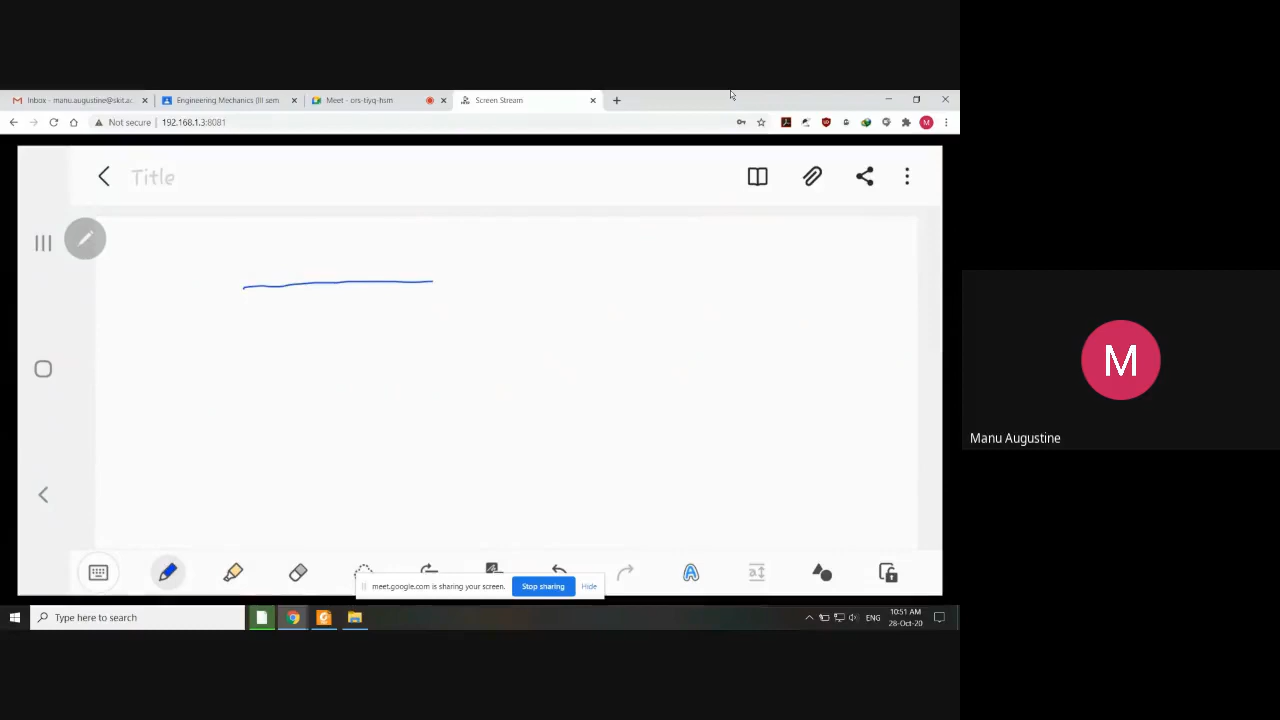 Inbox - manu.augustine@skit.ac.
Engineering Mechanics (III sem
Meet - ors-tiyq-hsm
Screen Stream
Not secure | 192.168.1.3:8081
M
Title
A
meet.google.com is sharing your screen.
Stop sharing
Hide
Type here to search
ENG
10:51 AM
28-Oct-20
M
Manu Augustine